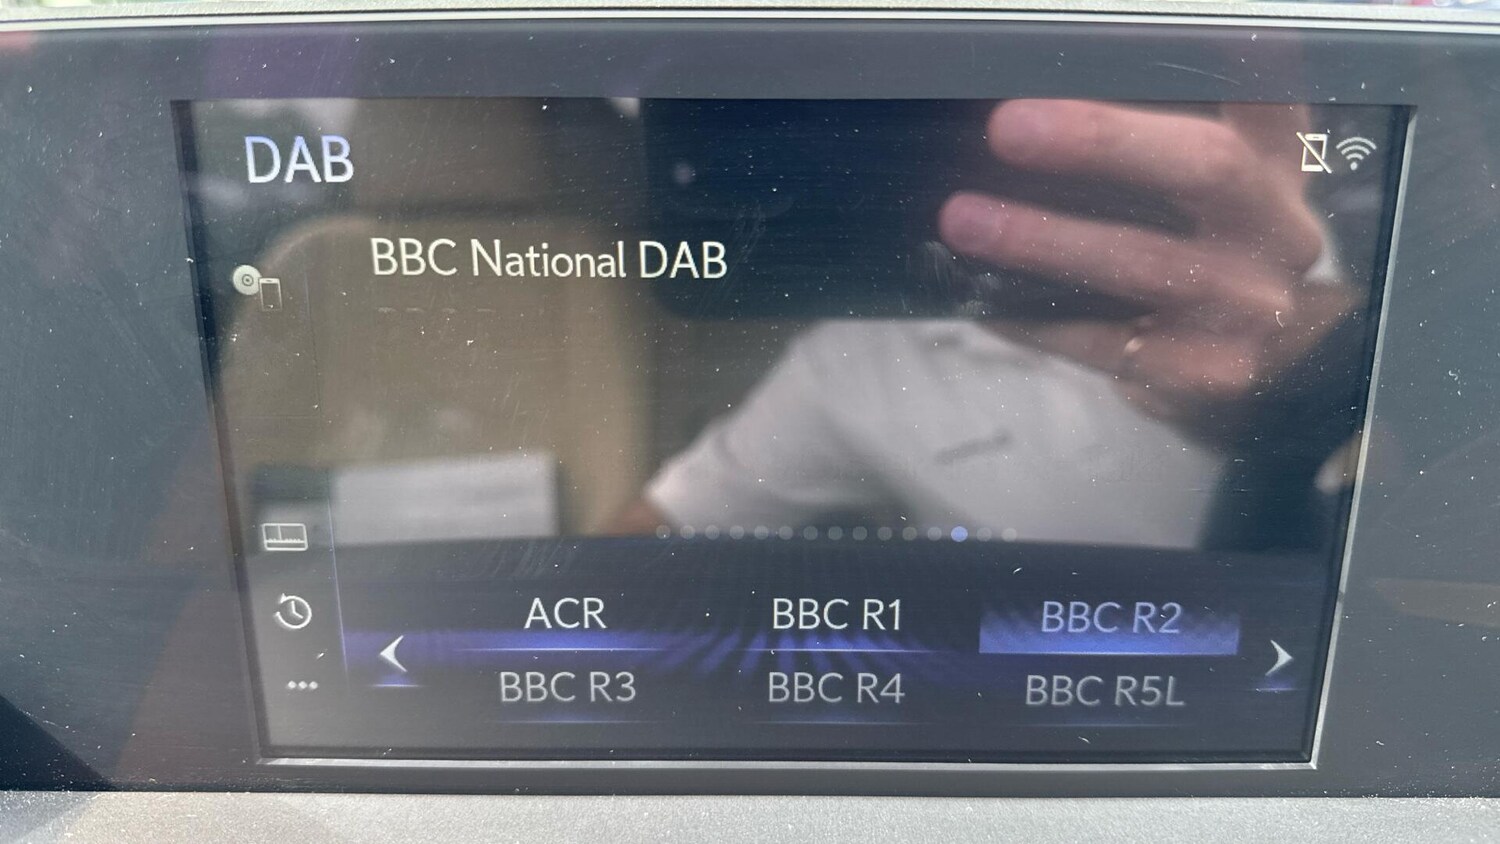 DAB
BBC National DAB
ACR BBC R1 BBC R2
BBC R3 BBC R4 BBC R5L